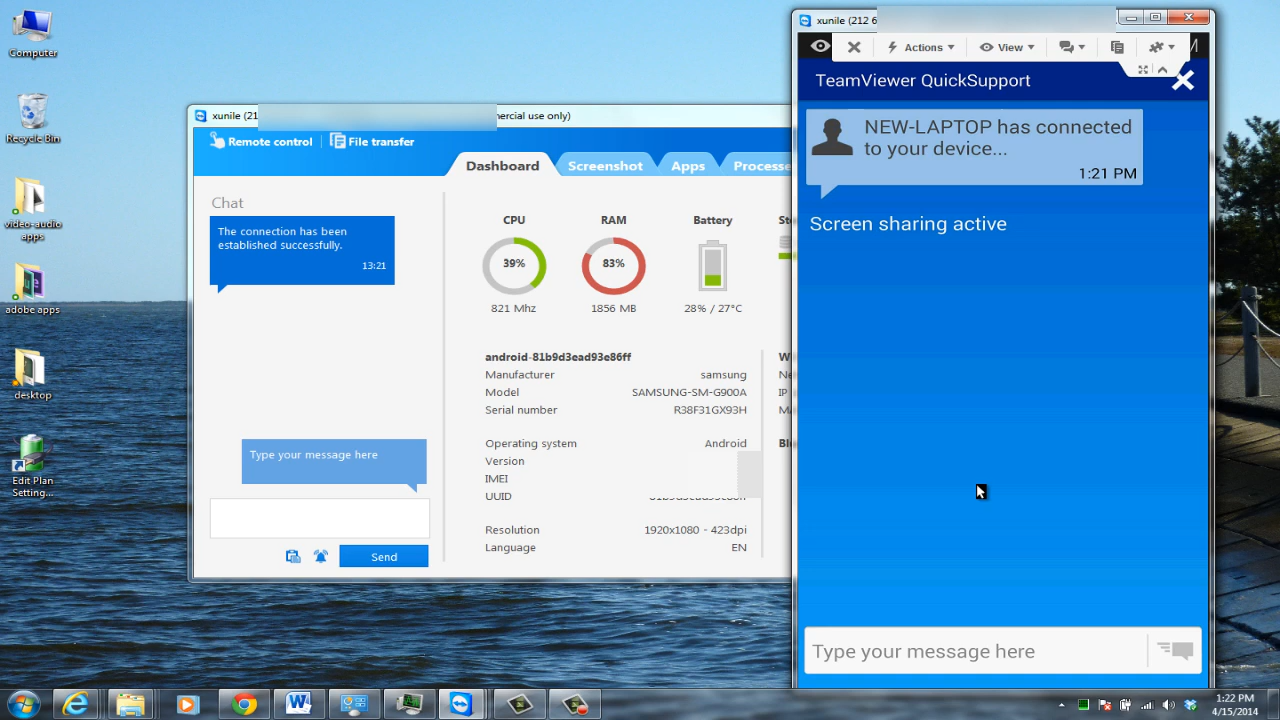 Computer
Recycle Bin
video-audio
apps
adobe apps
desktop
Edit Plan
Setting...
xunile (21
mercial use only)
Remote control
File transfer
Dashboard
Screenshot
Apps
Processe
Chat
The connection has been
established successfully.
13:21
Type your message here
Send
CPU
RAM
Battery
39%
83%
821 Mhz
1856 MB
28% / 27°C
android-81b9d3ead93e86ff
Manufacturer samsung
Model SAMSUNG-SM-G900A
Serial number R38F31GX93H
Operating system Android
Version
IMEI
UUID
Resolution 1920x1080 - 423dpi
Language EN
IP
xunile (212 6
Actions
View
TeamViewer QuickSupport
NEW-LAPTOP has connected
to your device...
1:21 PM
Screen sharing active
Type your message here
1:22 PM
4/15/2014